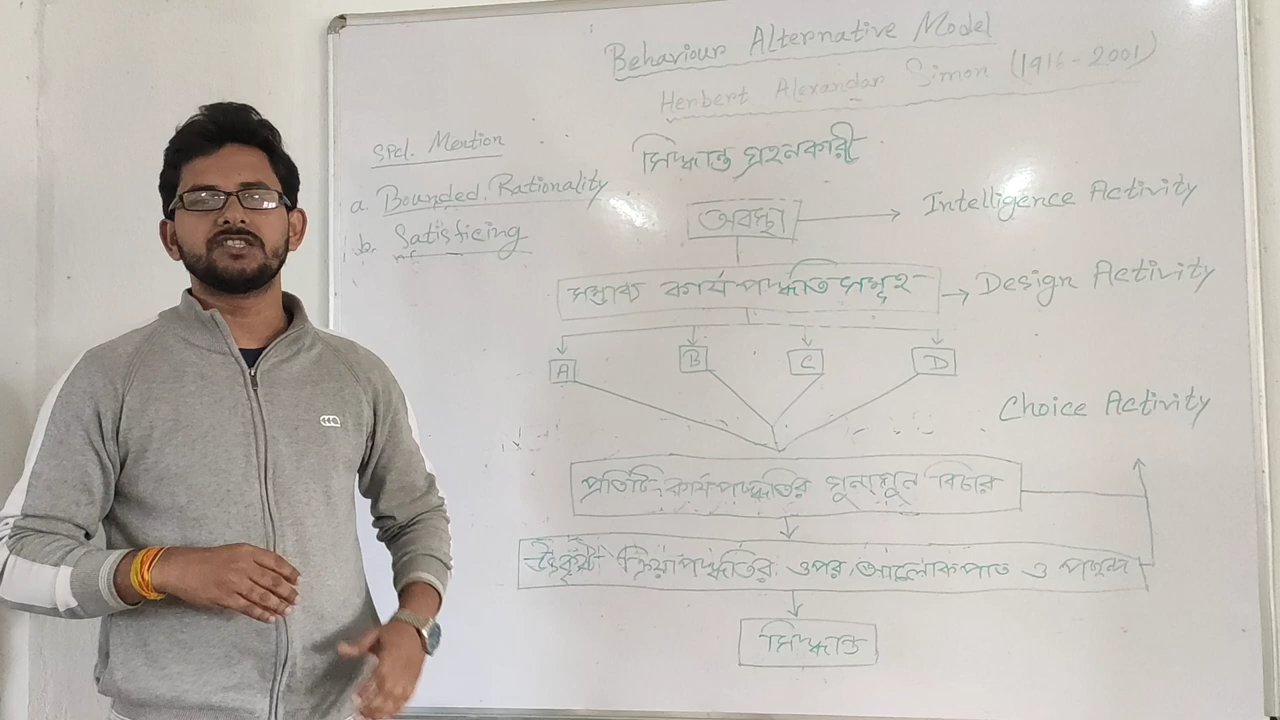 Behaviour Alternative Model
Herbert Alexandar Simon (1916-2001)
Spcl. Mention
a. Bounded Rationality
b. Satisficing
সিদ্ধান্ত গ্রহনকারী
অবস্থা
Intelligence Activity
সম্ভাব্য কার্যপদ্ধতিসমূহ
Design Activity
A B C D
Choice Activity
প্রতিটি কার্যপদ্ধতির গুনাগুন বিচার
উৎকৃষ্ট ক্রিয়াপদ্ধতির ওপর আলোকপাত ও পছন্দ
সিদ্ধান্ত